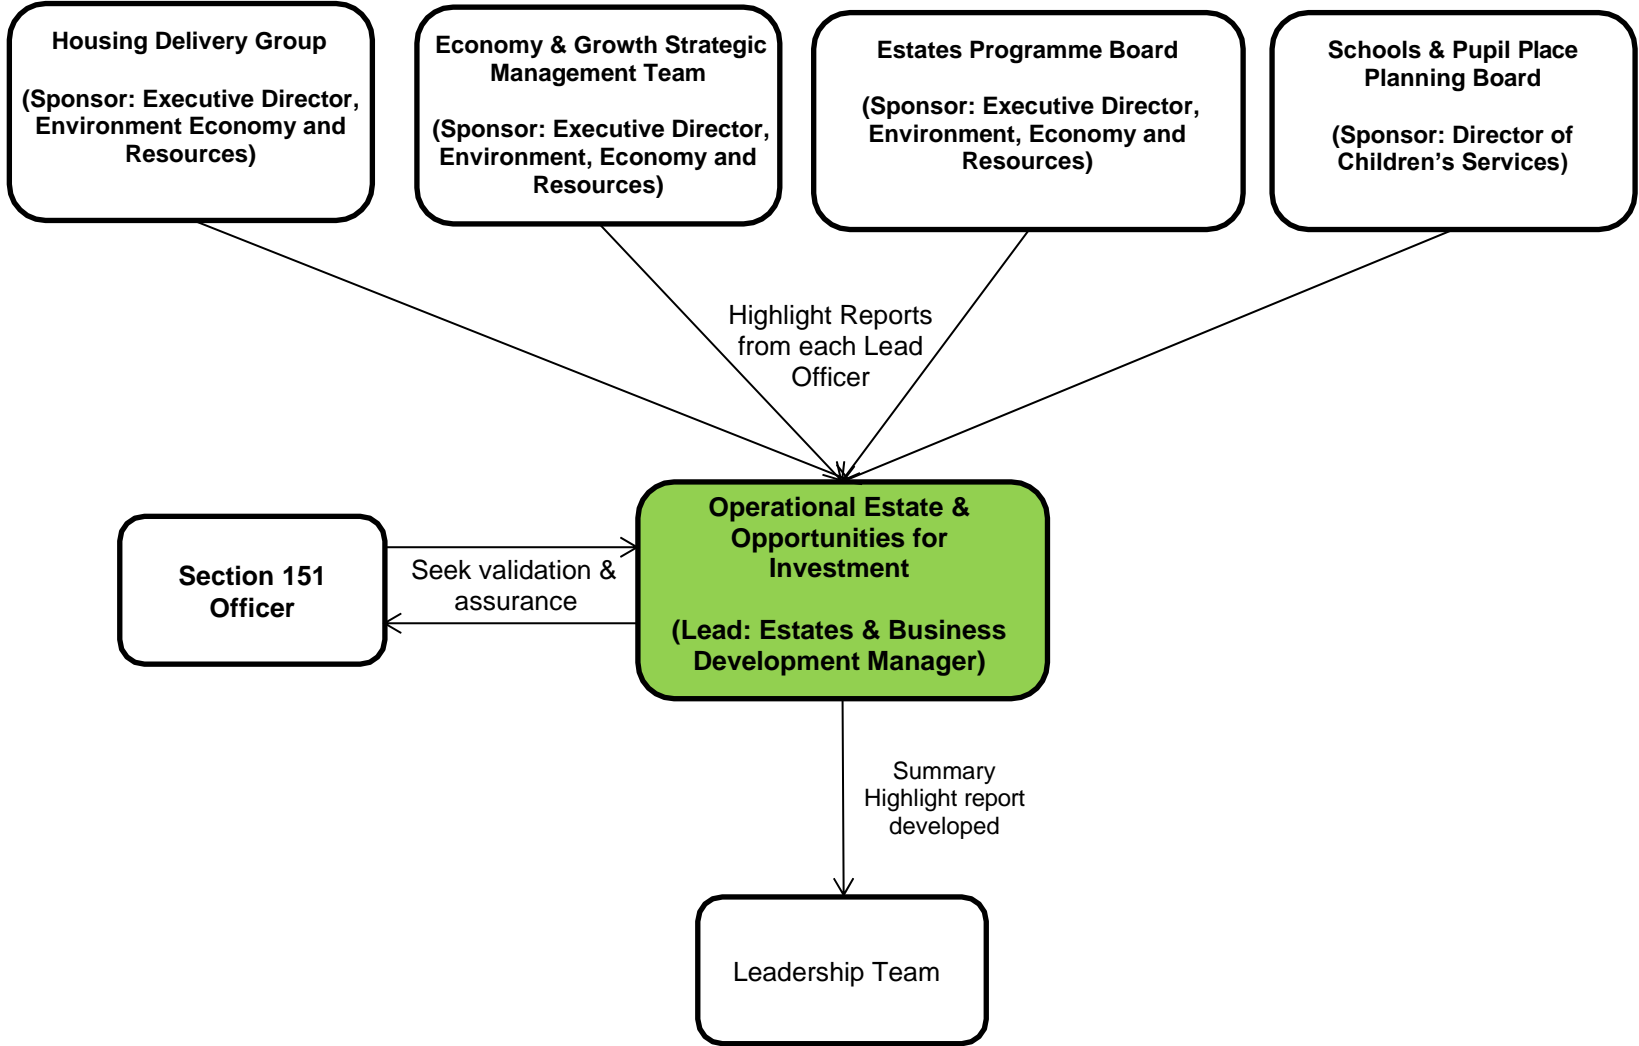 Housing Delivery Group
(Sponsor: Executive Director,
Environment Economy and
Resources)
Economy & Growth Strategic
Management Team
(Sponsor: Executive Director,
Environment, Economy and
Resources)
Estates Programme Board
(Sponsor: Executive Director,
Environment, Economy and
Resources)
Schools & Pupil Place
Planning Board
(Sponsor: Director of
Children’s Services)
Highlight Reports
from each Lead
Officer
Section 151
Officer
Seek validation &
assurance
Operational Estate &
Opportunities for
Investment
(Lead: Estates & Business
Development Manager)
Summary
Highlight report
developed
Leadership Team